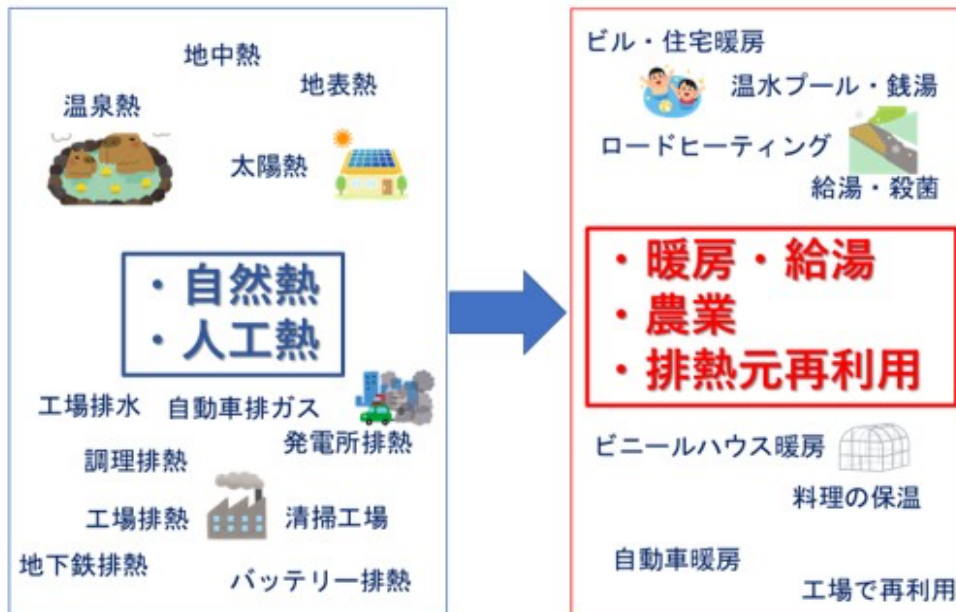 地中熱
地表熱
温泉熱
太陽熱
・自然熱
・人工熱
工場排水
自動車排ガス
発電所排熱
調理排熱
工場排熱
清掃工場
地下鉄排熱
バッテリー排熱
ビル・住宅暖房
温水プール・銭湯
ロードヒーティング
給湯・殺菌
・暖房・給湯
・農業
・排熱元再利用
ビニールハウス暖房
料理の保温
自動車暖房
工場で再利用